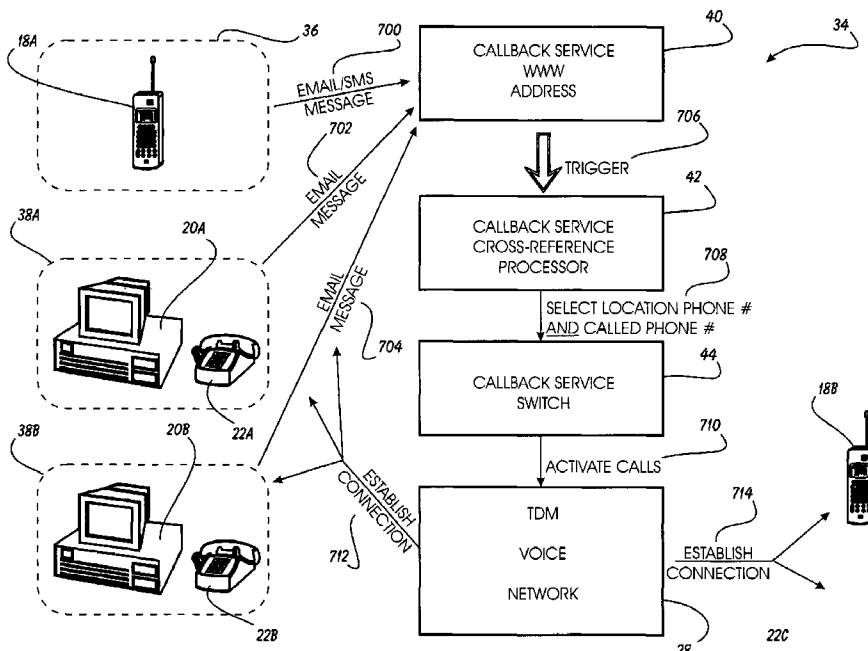 18A
36
700
EMAIL/SMS
MESSAGE
CALLBACK SERVICE
WWW
ADDRESS
40
34
702
EMAIL
MESSAGE
706
TRIGGER
38A
20A
22A
EMAIL
MESSAGE
704
CALLBACK SERVICE
CROSS-REFERENCE
PROCESSOR
42
708
SELECT LOCATION PHONE #
AND CALLED PHONE #
CALLBACK SERVICE
SWITCH
44
18B
38B
20B
22B
710
ACTIVATE CALLS
ESTABLISH
CONNECTION
712
TDM
VOICE
NETWORK
714
ESTABLISH
CONNECTION
22C